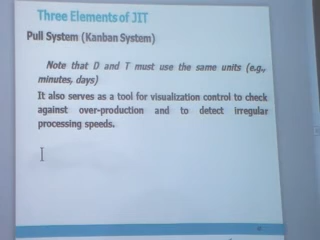 Three Elements of JIT
Pull System (Kanban System)
Note that D and T must use the same units (e.g.,
minutes, days)
It also serves as a tool for visualization control to check
against over-production and to detect irregular
processing speeds.